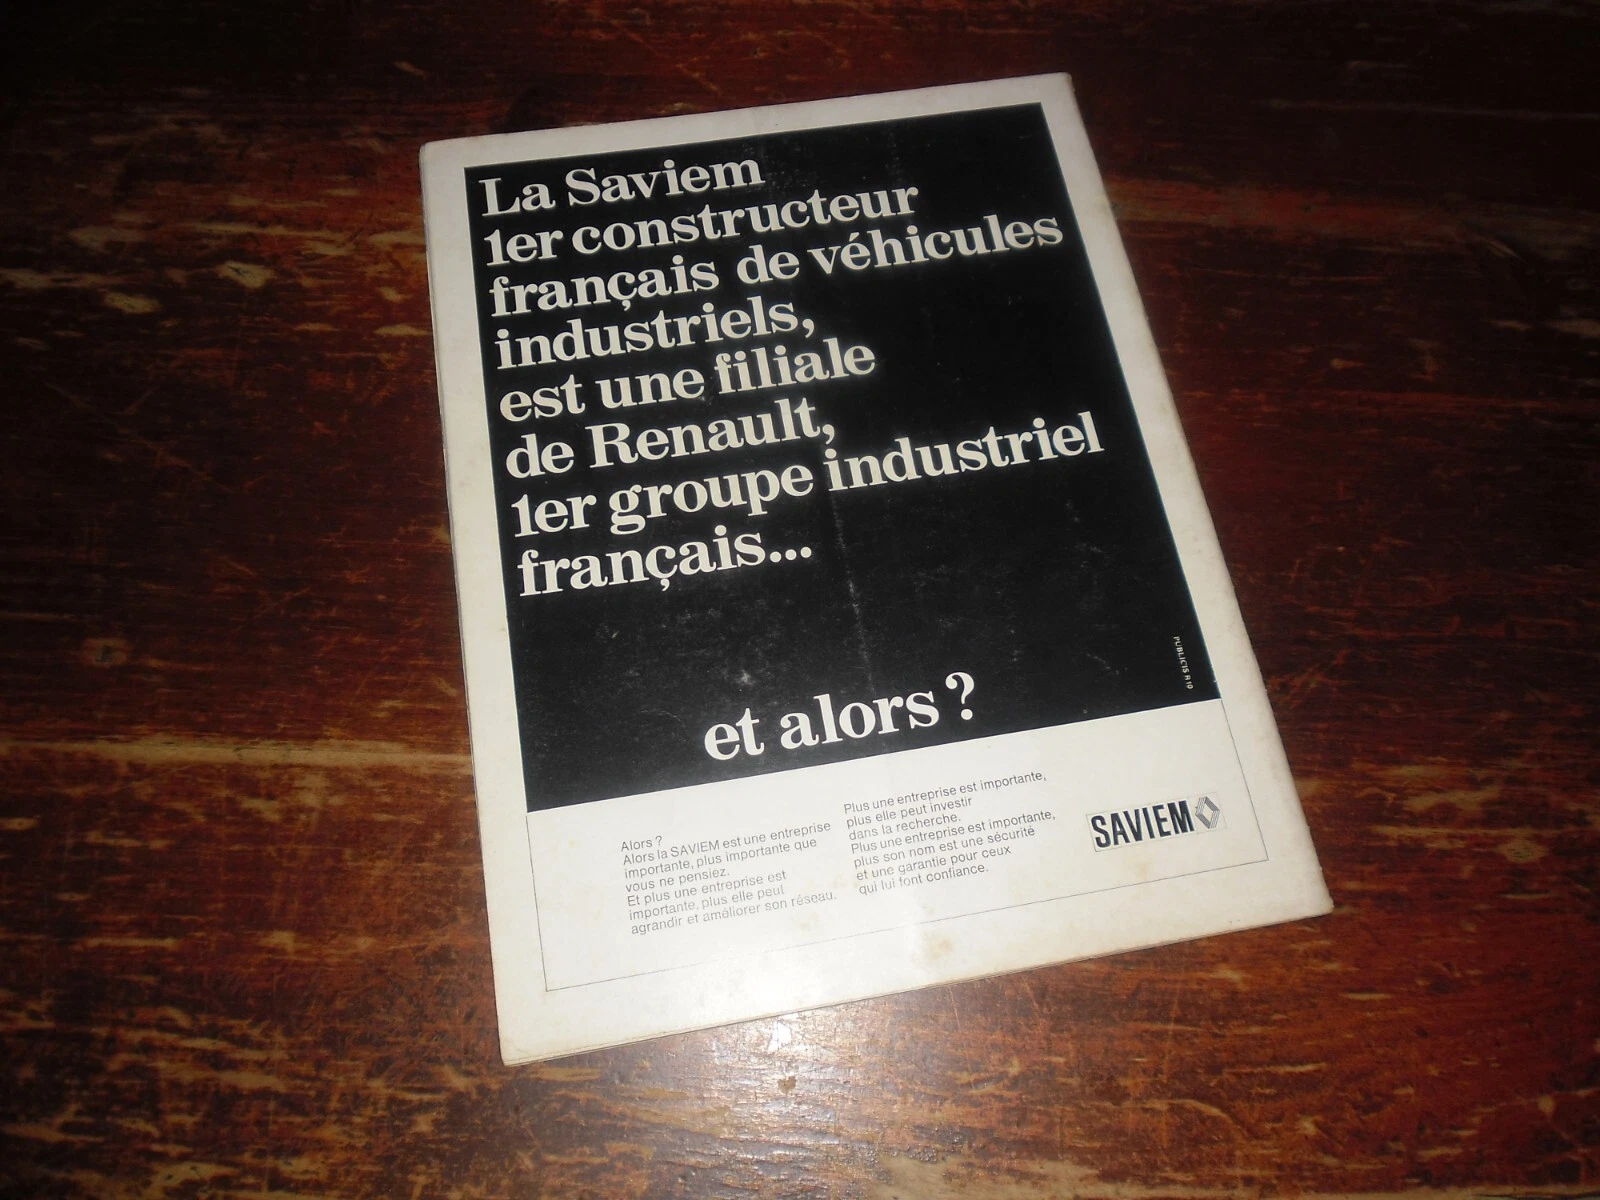 La Saviem
1er constructeur
français de véhicules
industriels,
est une filiale
de Renault,
1er groupe industriel
français...
et alors ?
PUBLICIS R 10
Alors ?
Alors la SAVIEM est une entreprise
importante, plus importante que
vous ne pensiez.
Et plus une entreprise est
importante, plus elle peut
agrandir et améliorer son réseau.
Plus une entreprise est importante,
plus elle peut investir
dans la recherche.
Plus une entreprise est importante,
plus son nom est une sécurité
et une garantie pour ceux
qui lui font confiance.
SAVIEM